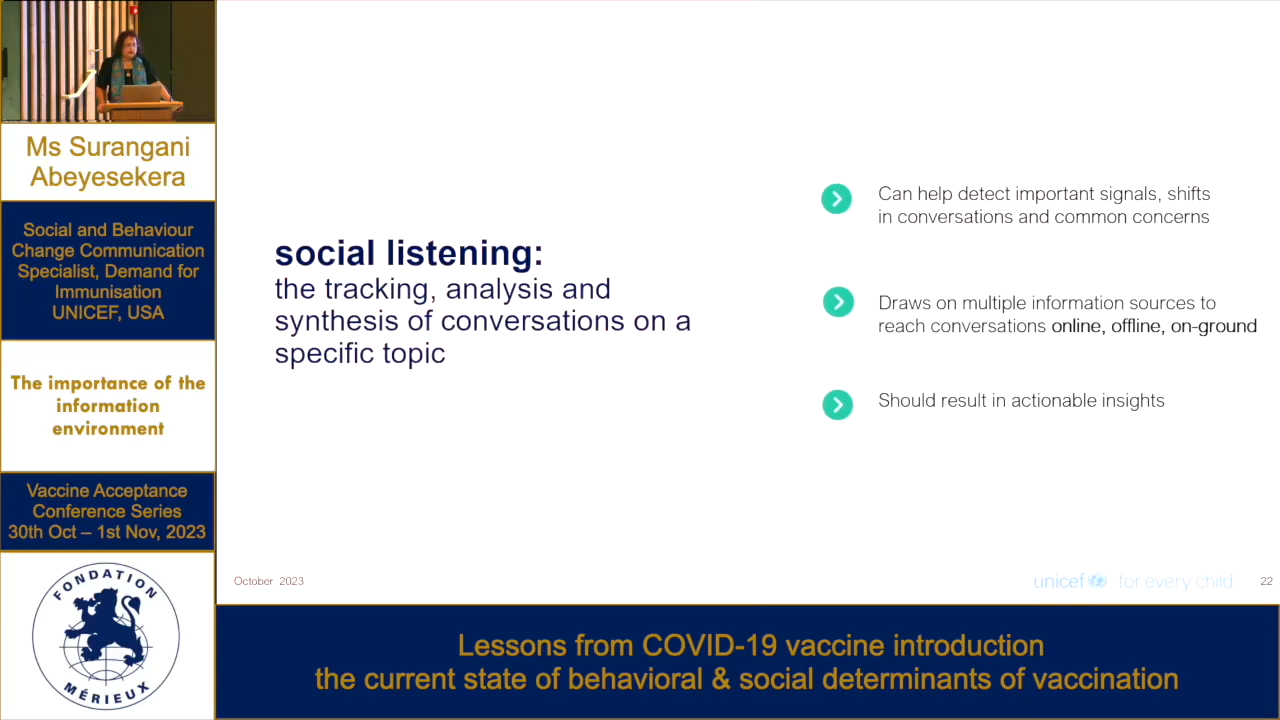 Ms Surangani
Abeyesekera
Social and Behaviour
Change Communication
Specialist, Demand for
Immunisation
UNICEF, USA
The importance of the
information
environment
Vaccine Acceptance
Conference Series
30th Oct – 1st Nov, 2023
FONDATION
MÉRIEUX
social listening:
the tracking, analysis and
synthesis of conversations on a
specific topic
Can help detect important signals, shifts
in conversations and common concerns
Draws on multiple information sources to
reach conversations online, offline, on-ground
Should result in actionable insights
October 2023
unicef for every child
22
Lessons from COVID-19 vaccine introduction
the current state of behavioral & social determinants of vaccination